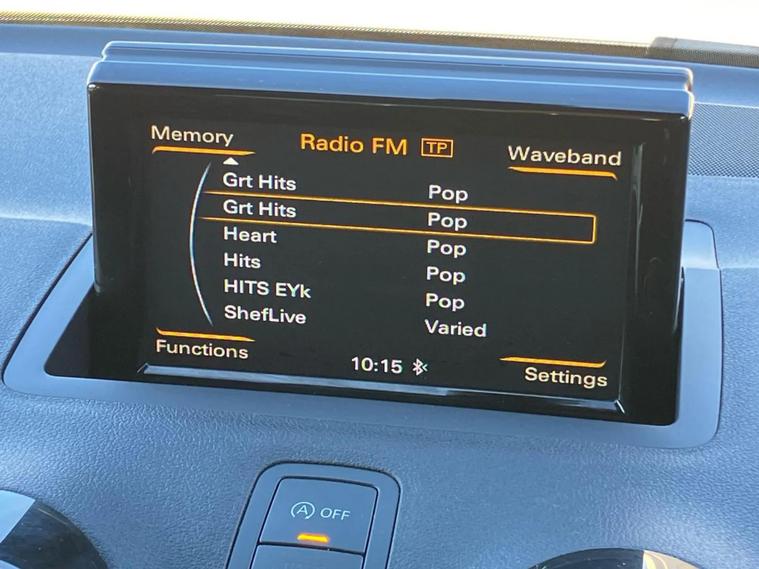 Memory
Radio FM TP
Waveband
Grt Hits Pop
Grt Hits Pop
Heart Pop
Hits Pop
HITS EYk Pop
ShefLive Varied
Functions
10:15
Settings
A OFF